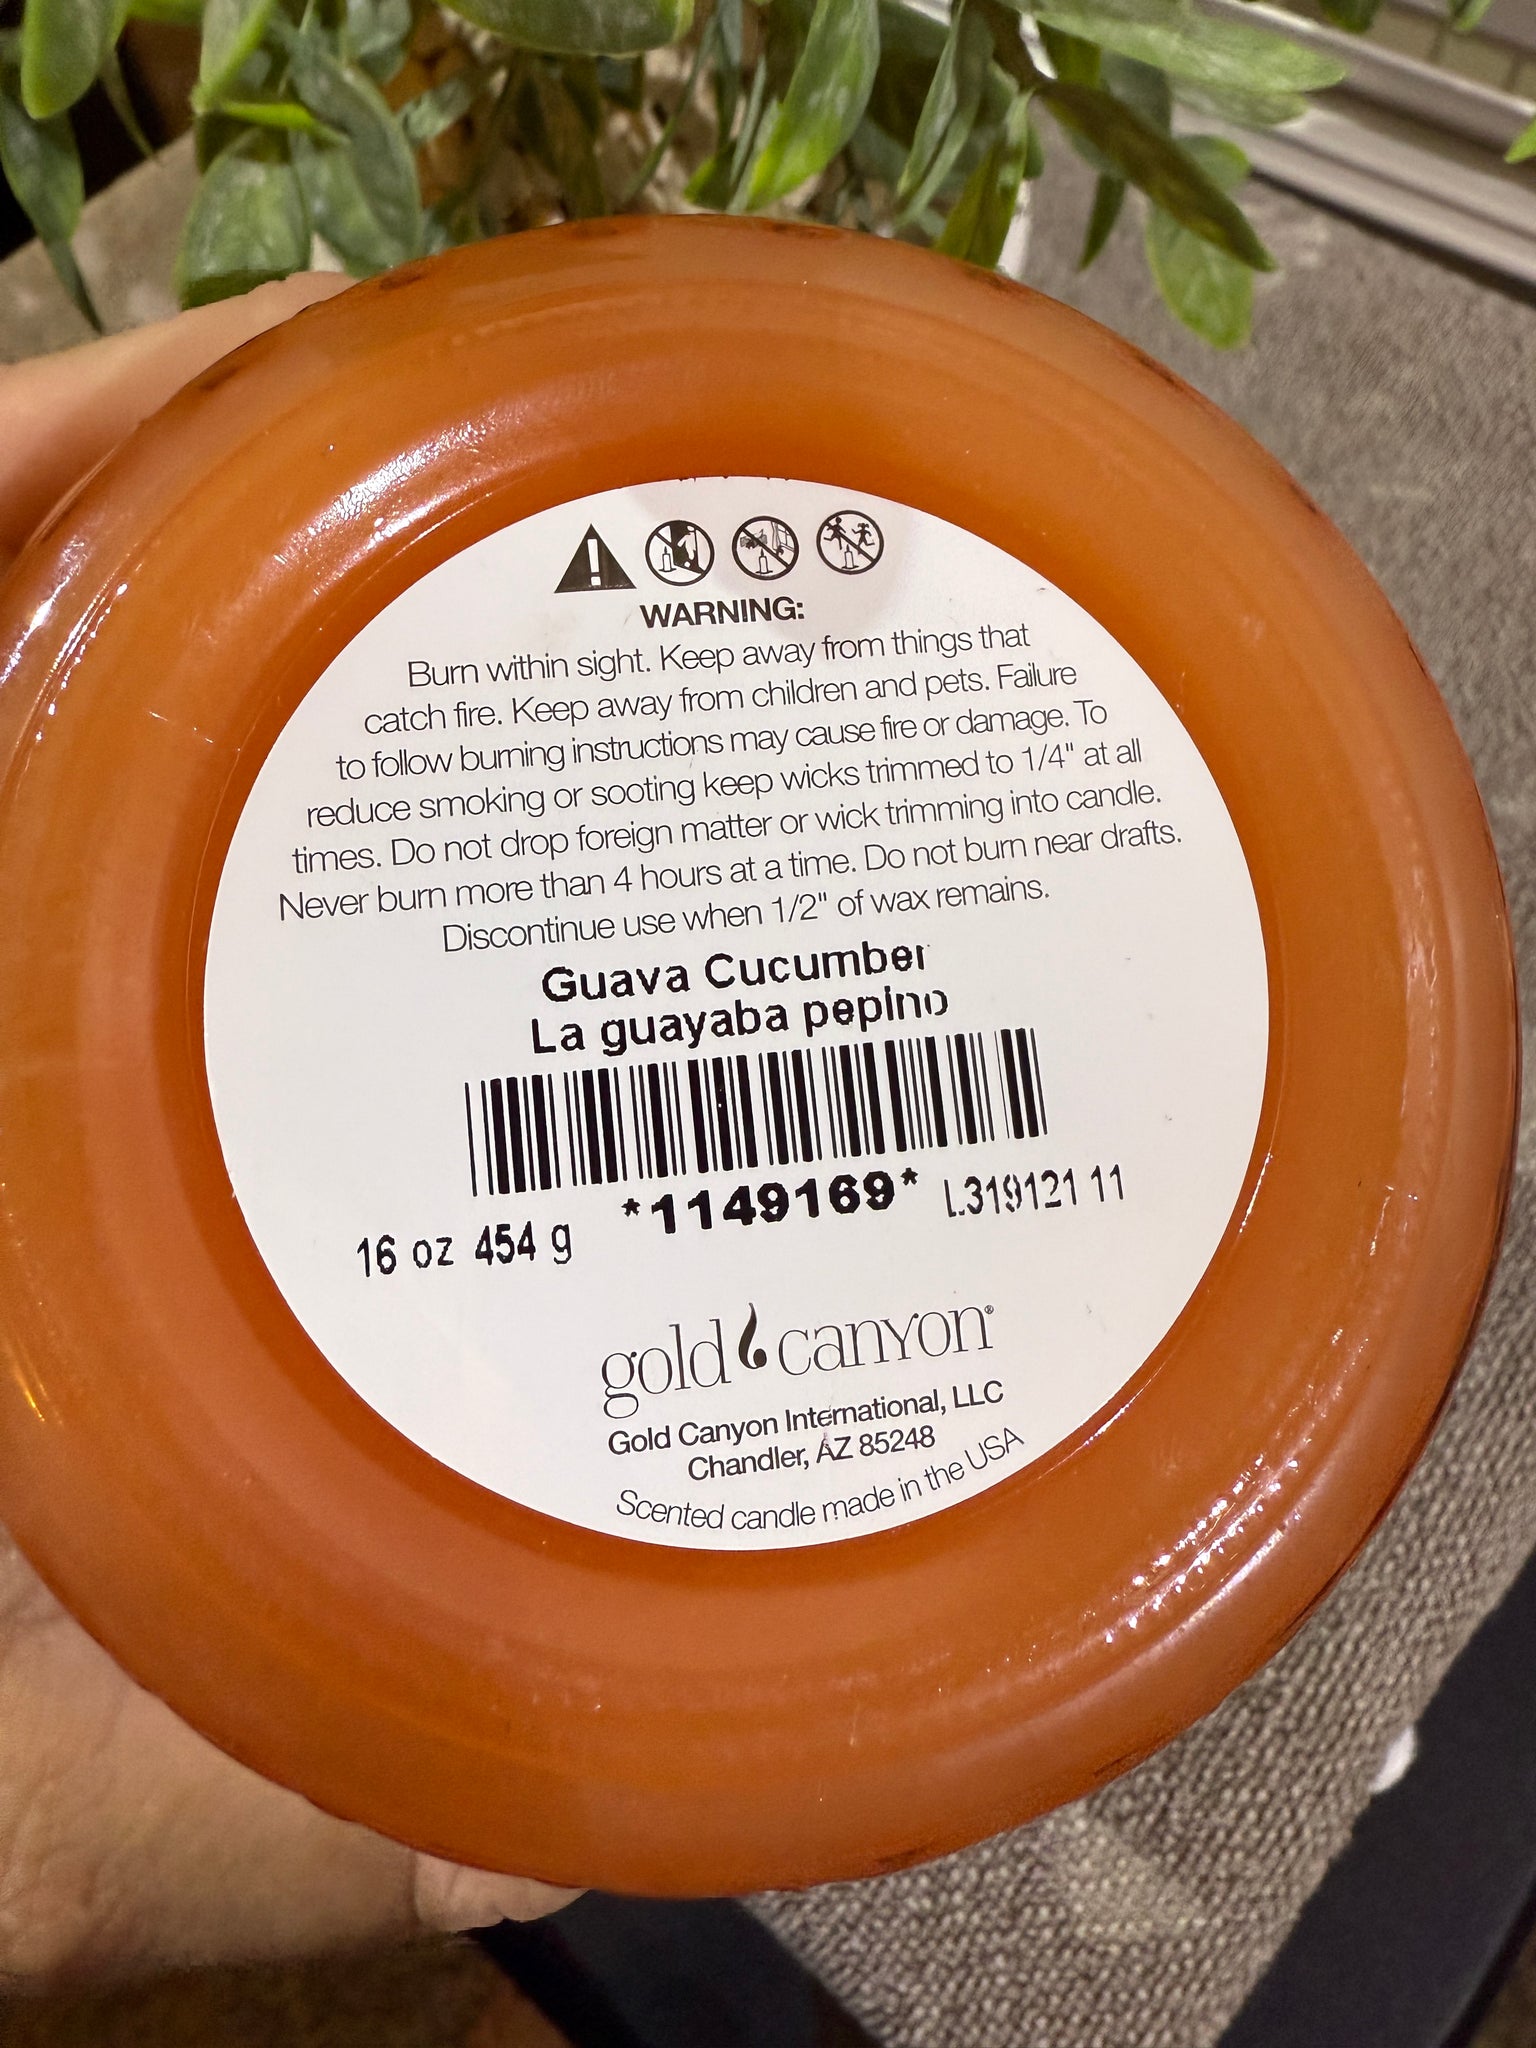 WARNING:
Burn within sight. Keep away from things that
catch fire. Keep away from children and pets. Failure
to follow burning instructions may cause fire or damage. To
reduce smoking or sooting keep wicks trimmed to 1/4" at all
times. Do not drop foreign matter or wick trimming into candle.
Never burn more than 4 hours at a time. Do not burn near drafts.
Discontinue use when 1/2" of wax remains.
Guava Cucumber
La guayaba pepino
16 oz 454 g *1149169* L319121 11
gold canyon®
Gold Canyon International, LLC
Chandler, AZ 85248
Scented candle made in the USA